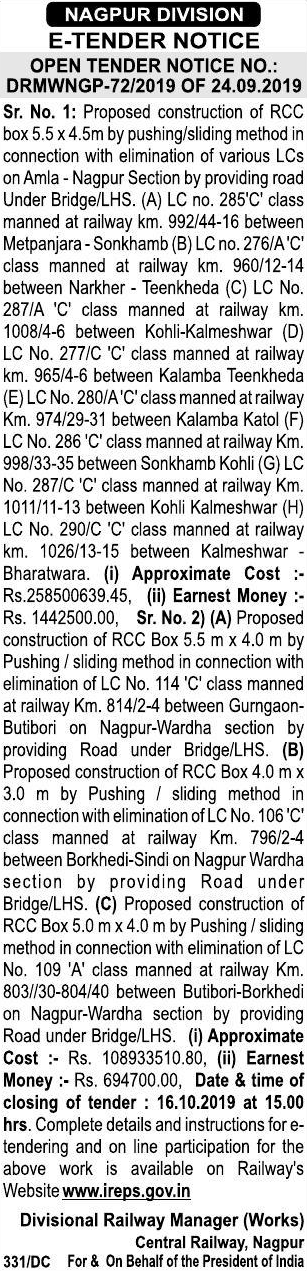 NAGPUR DIVISION
E-TENDER NOTICE
OPEN TENDER NOTICE NO.:
DRMWNGP-72/2019 OF 24.09.2019
Sr. No. 1: Proposed construction of RCC
box 5.5 x 4.5m by pushing/sliding method in
connection with elimination of various LCs
on Amla - Nagpur Section by providing road
Under Bridge/LHS. (A) LC no. 285'C' class
manned at railway km. 992/44-16 between
Metpanjara - Sonkhamb (B) LC no. 276/A 'C'
class manned at railway km. 960/12-14
between Narkher - Teenkheda (C) LC No.
287/A 'C' class manned at railway km.
1008/4-6 between Kohli-Kalmeshwar (D)
LC No. 277/C 'C' class manned at railway
km. 965/4-6 between Kalamba Teenkheda
(E) LC No. 280/A 'C' class manned at railway
Km. 974/29-31 between Kalamba Katol (F)
LC No. 286 'C' class manned at railway Km.
998/33-35 between Sonkhamb Kohli (G) LC
No. 287/C 'C' class manned at railway Km.
1011/11-13 between Kohli Kalmeshwar (H)
LC No. 290/C 'C' class manned at railway
km. 1026/13-15 between Kalmeshwar -
Bharatwara. (i) Approximate Cost :-
Rs.258500639.45, (ii) Earnest Money :-
Rs. 1442500.00, Sr. No. 2) (A) Proposed
construction of RCC Box 5.5 m x 4.0 m by
Pushing / sliding method in connection with
elimination of LC No. 114 'C' class manned
at railway Km. 814/2-4 between Gurngaon-
Butibori on Nagpur-Wardha section by
providing Road under Bridge/LHS. (B)
Proposed construction of RCC Box 4.0 m x
3.0 m by Pushing / sliding method in
connection with elimination of LC No. 106 'C'
class manned at railway Km. 796/2-4
between Borkhedi-Sindi on Nagpur Wardha
section by providing Road under
Bridge/LHS. (C) Proposed construction of
RCC Box 5.0 m x 4.0 m by Pushing / sliding
method in connection with elimination of LC
No. 109 'A' class manned at railway Km.
803//30-804/40 between Butibori-Borkhedi
on Nagpur-Wardha section by providing
Road under Bridge/LHS. (i) Approximate
Cost :- Rs. 108933510.80, (ii) Earnest
Money :- Rs. 694700.00, Date & time of
closing of tender : 16.10.2019 at 15.00
hrs. Complete details and instructions for e-
tendering and on line participation for the
above work is available on Railway's
Website www.ireps.gov.in
Divisional Railway Manager (Works)
Central Railway, Nagpur
331/DC For & On Behalf of the President of India